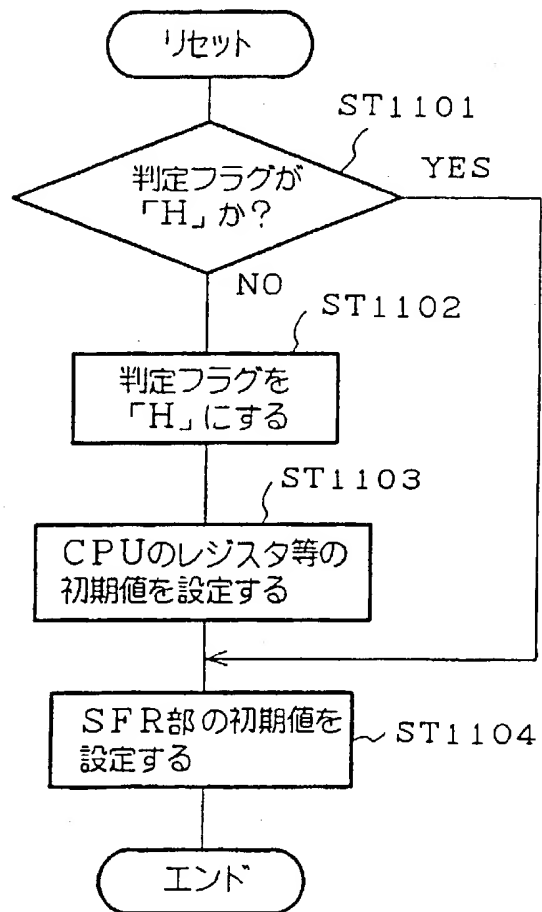 リセット
ST1101
判定フラグが
「H」か?
YES
NO
ST1102
判定フラグを
「H」にする
ST1103
CPUのレジスタ等の
初期値を設定する
SFR部の初期値を
設定する
ST1104
エンド